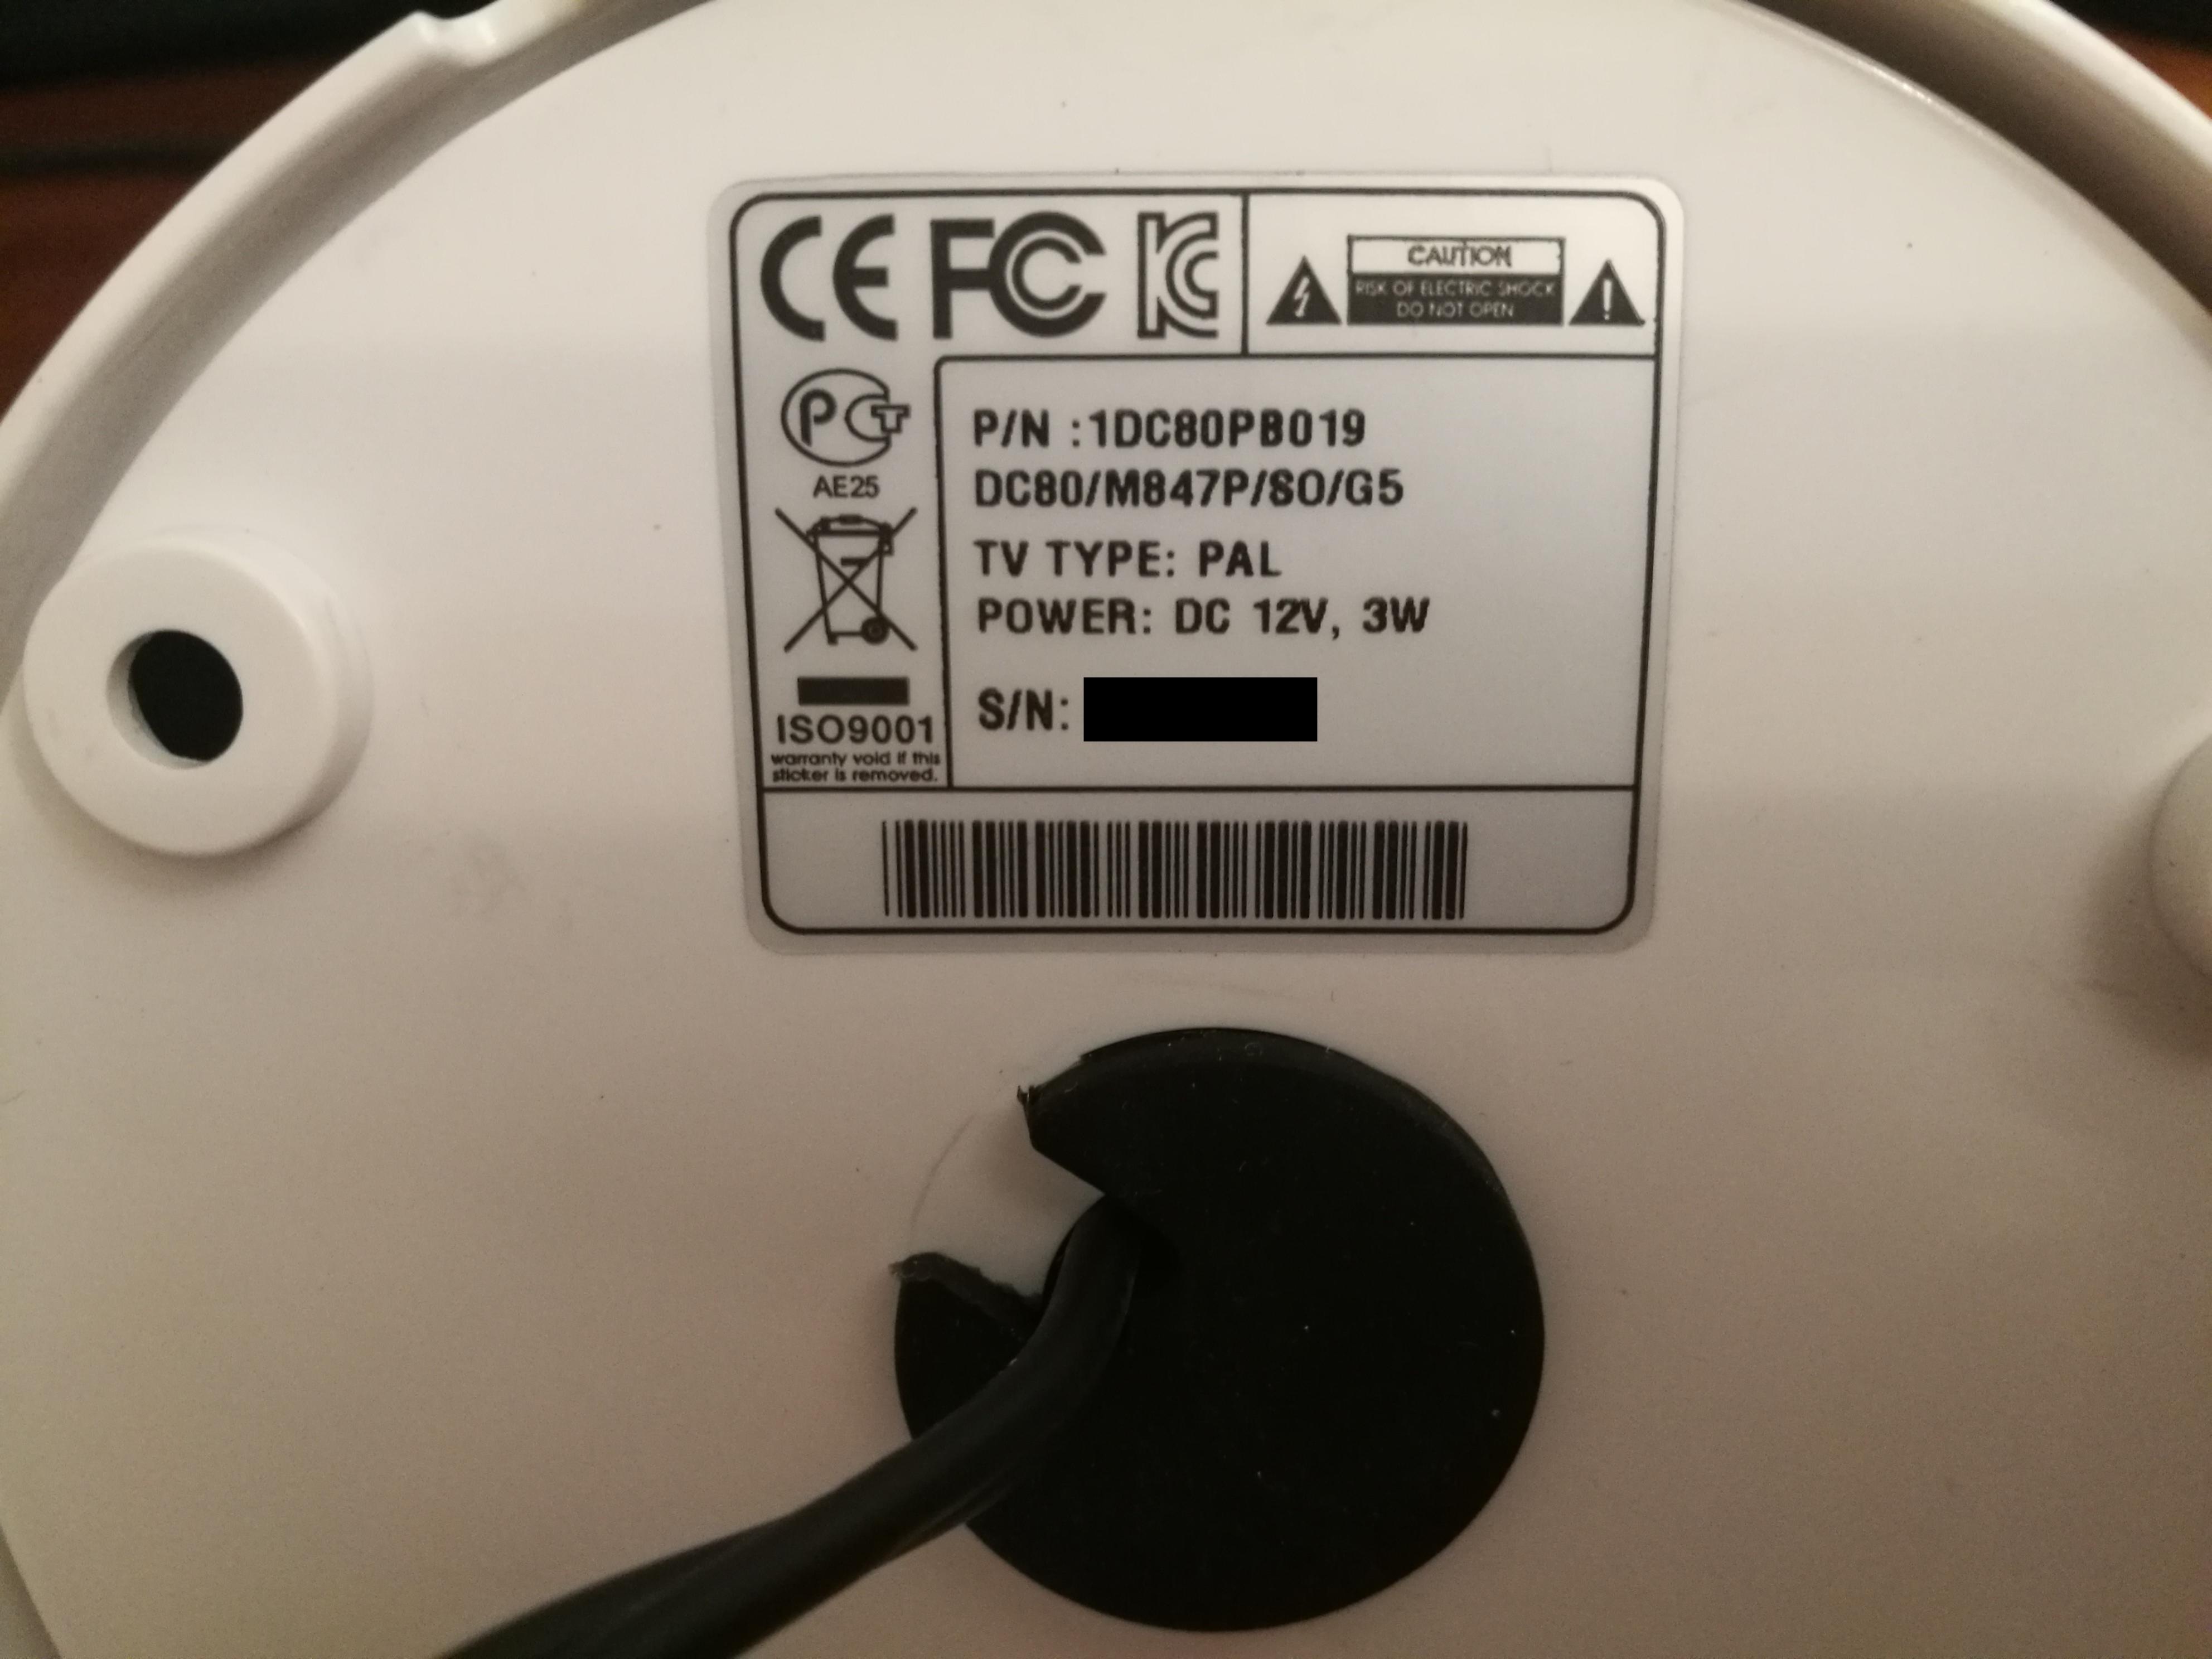 CE FC KC
CAUTION
RISK OF ELECTRIC SHOCK
DO NOT OPEN
PCT
AE25
P/N :1DC80PB019
DC80/M847P/SO/G5
TV TYPE: PAL
POWER: DC 12V, 3W
S/N:
ISO9001
warranty void if this
sticker is removed.